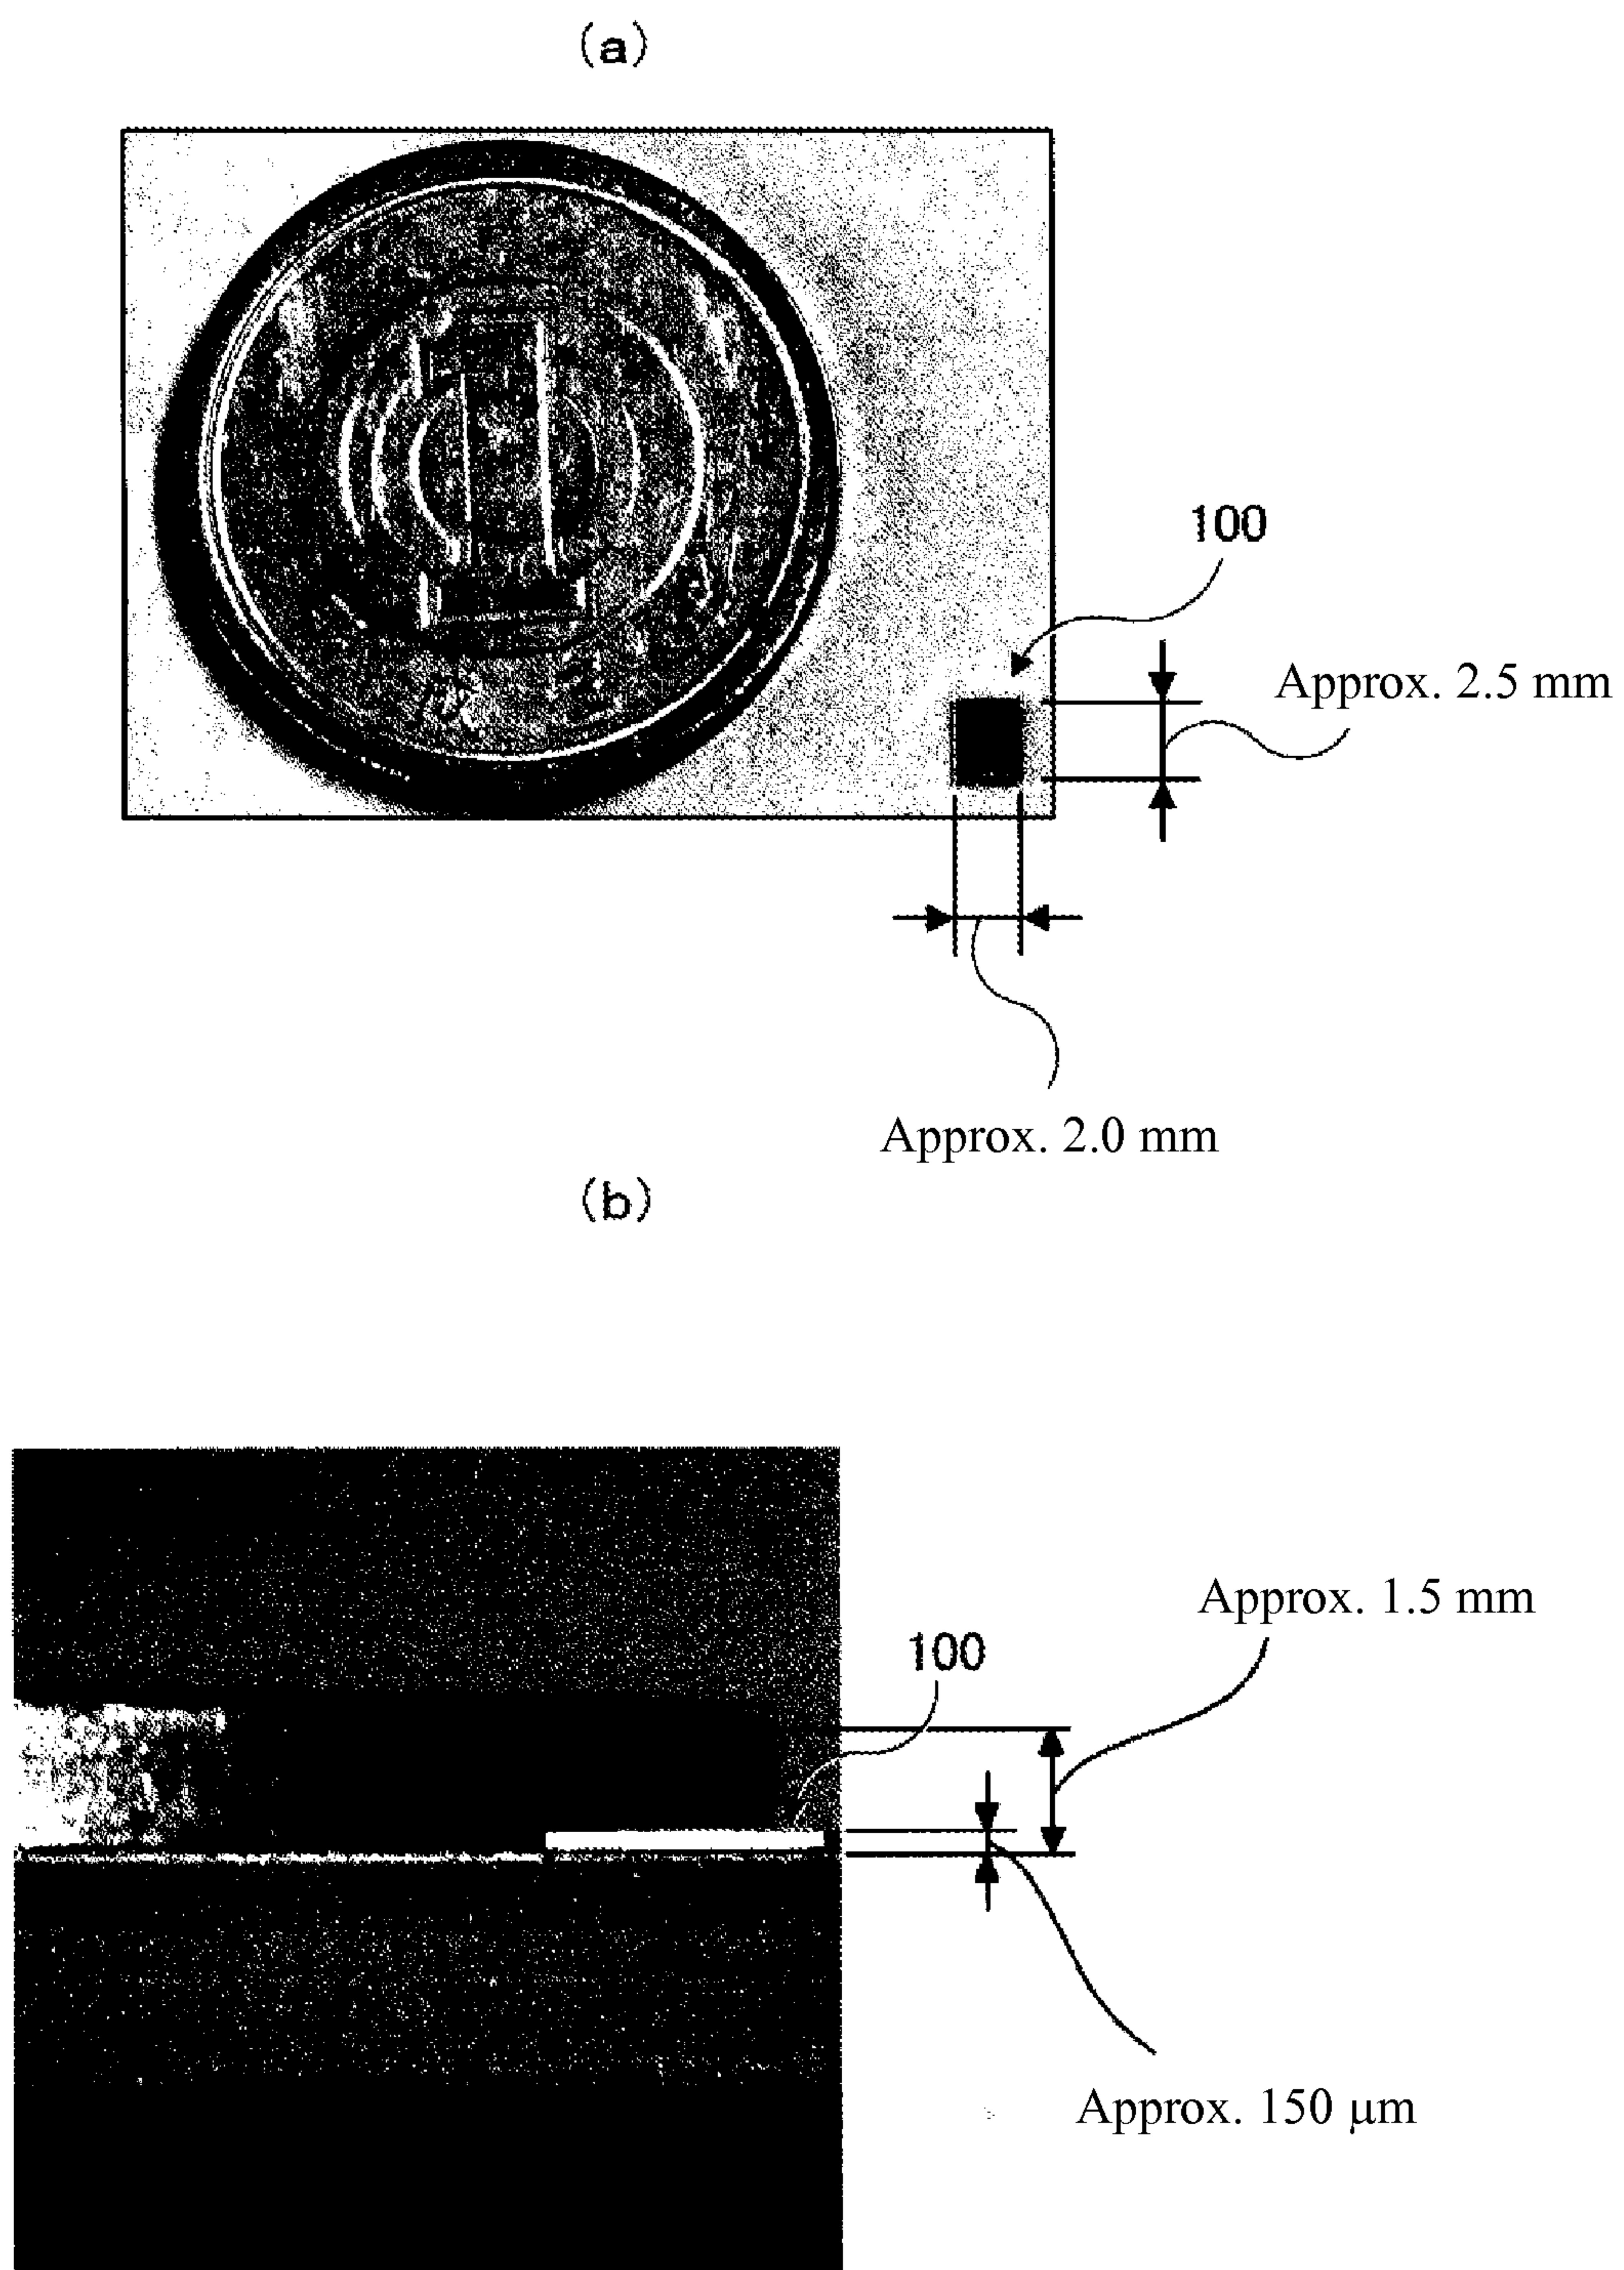 (a)
100
Approx. 2.5 mm
Approx. 2.0 mm
(b)
Approx. 1.5 mm
100
Approx. 150 μm